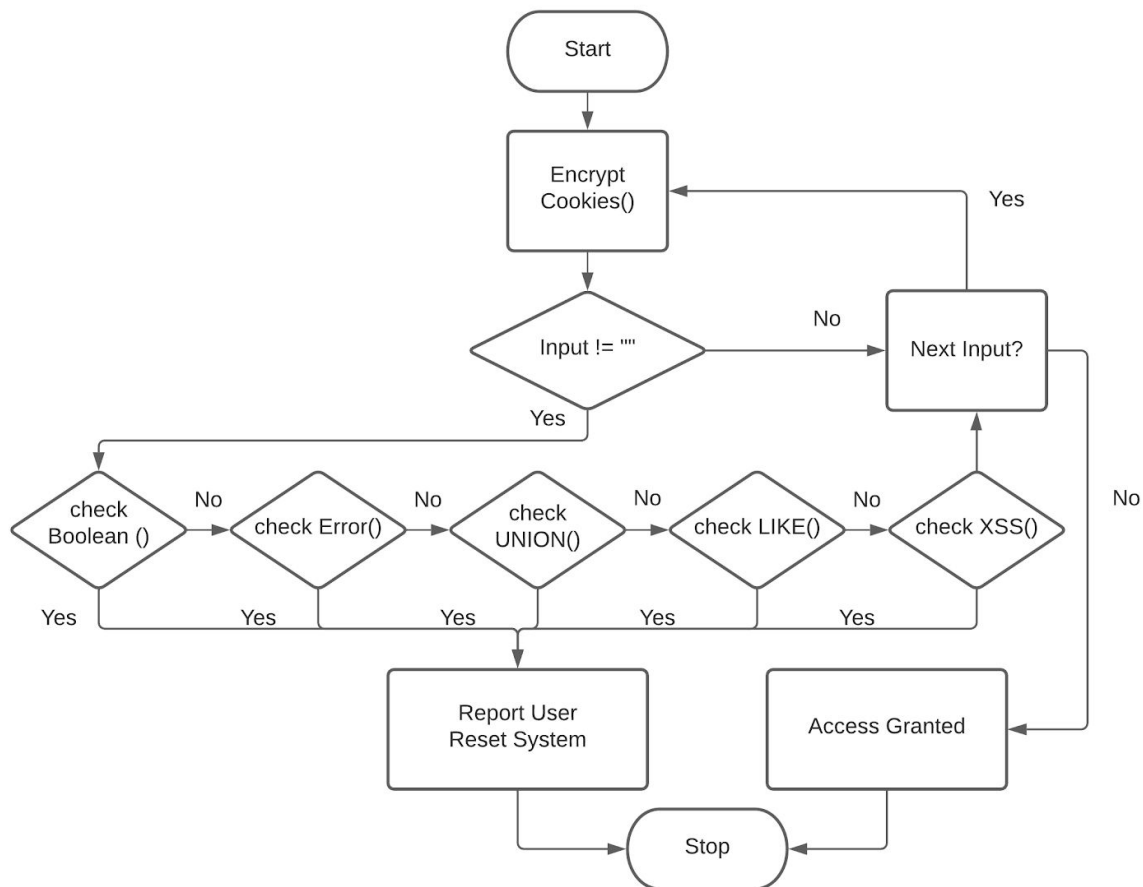 Start
Encrypt
Cookies()
Yes
Input != ""
No
Next Input?
Yes
check
Boolean ()
No
check Error()
No
check
UNION()
No
check LIKE()
No
check XSS()
No
Yes
Yes
Yes
Yes
Yes
Report User
Reset System
Access Granted
Stop